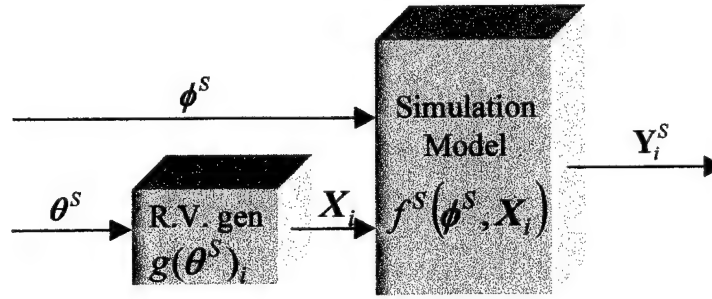 ϕ^S
Simulation
Model
f^S(ϕ^S, X_i)
Y_i^S
θ^S
R.V. gen
g(θ^S)_i
X_i